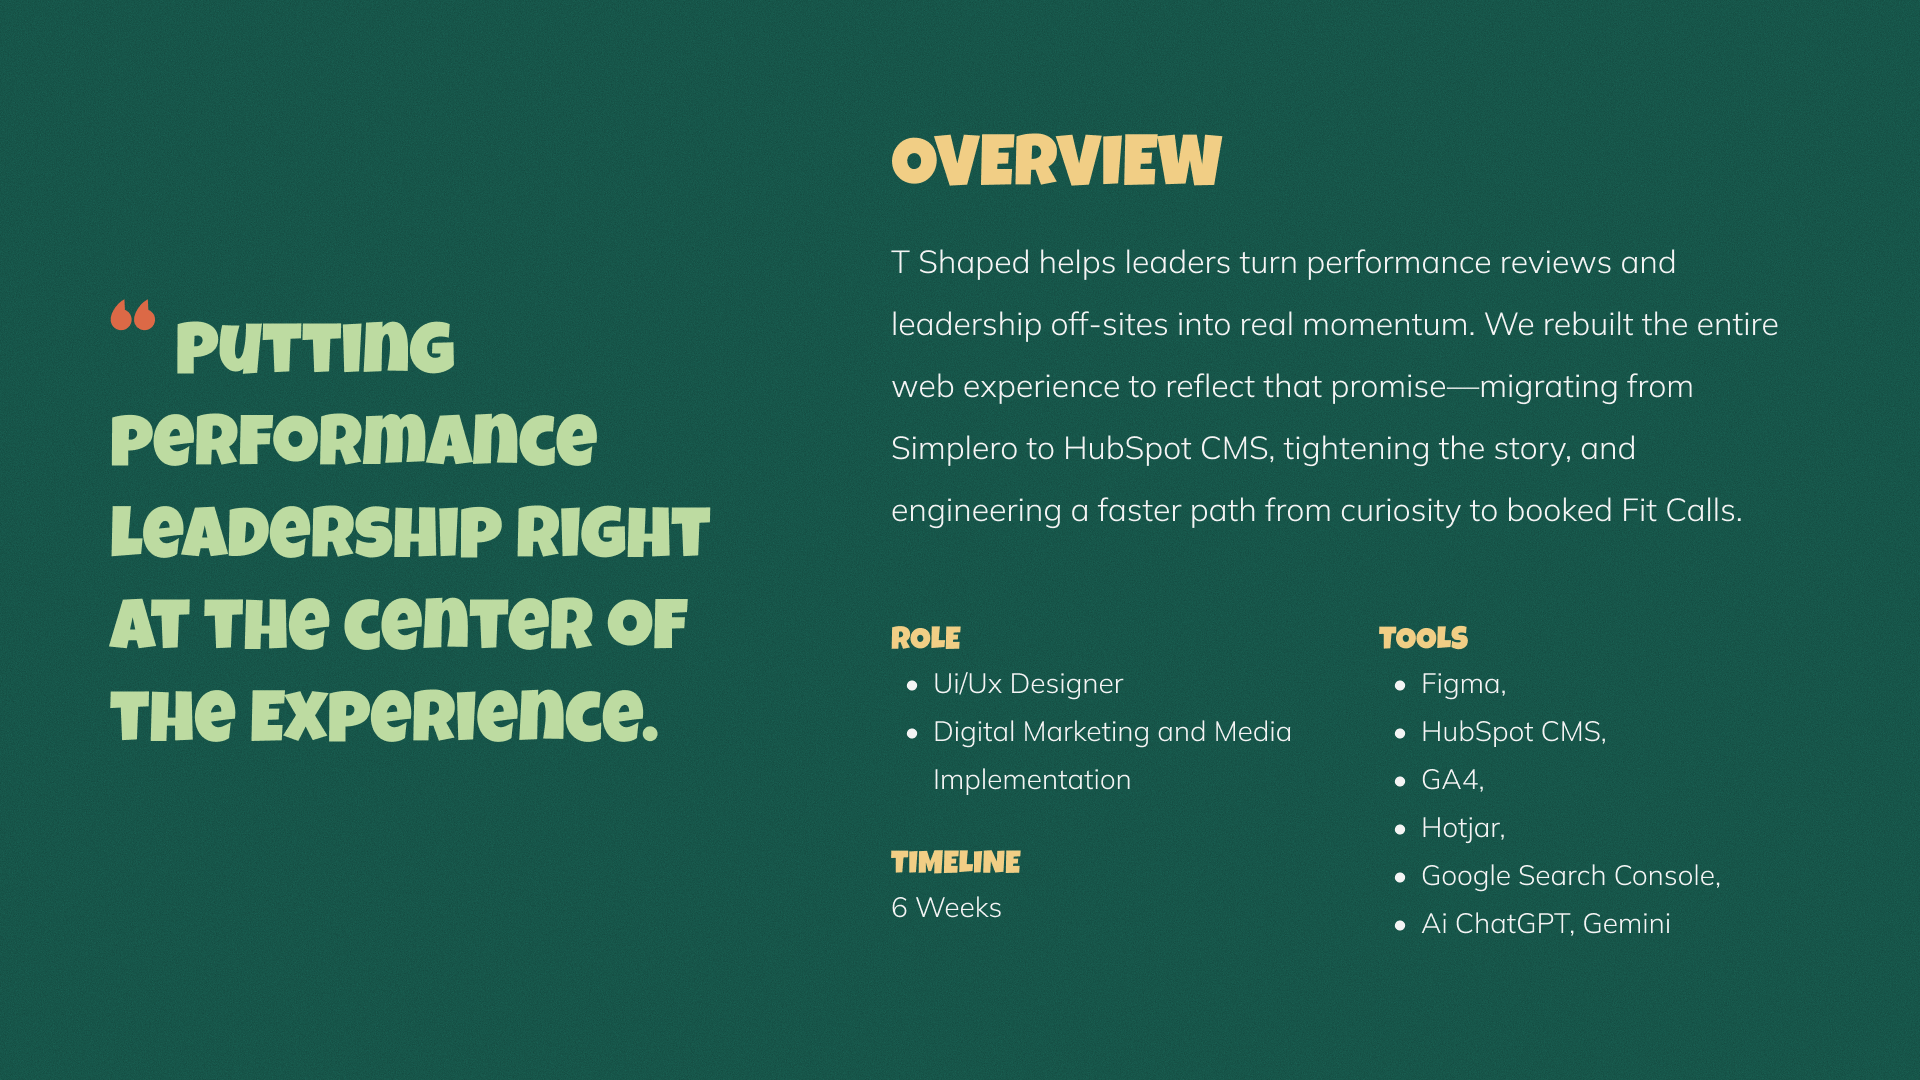 “ Putting
Performance
Leadership Right
at the Center of
the Experience.
OVERVIEW
T Shaped helps leaders turn performance reviews and
leadership off-sites into real momentum. We rebuilt the entire
web experience to reflect that promise—migrating from
Simplero to HubSpot CMS, tightening the story, and
engineering a faster path from curiosity to booked Fit Calls.
ROLE
• Ui/Ux Designer
• Digital Marketing and Media
Implementation
TIMELINE
6 Weeks
TOOLS
• Figma,
• HubSpot CMS,
• GA4,
• Hotjar,
• Google Search Console,
• Ai ChatGPT, Gemini